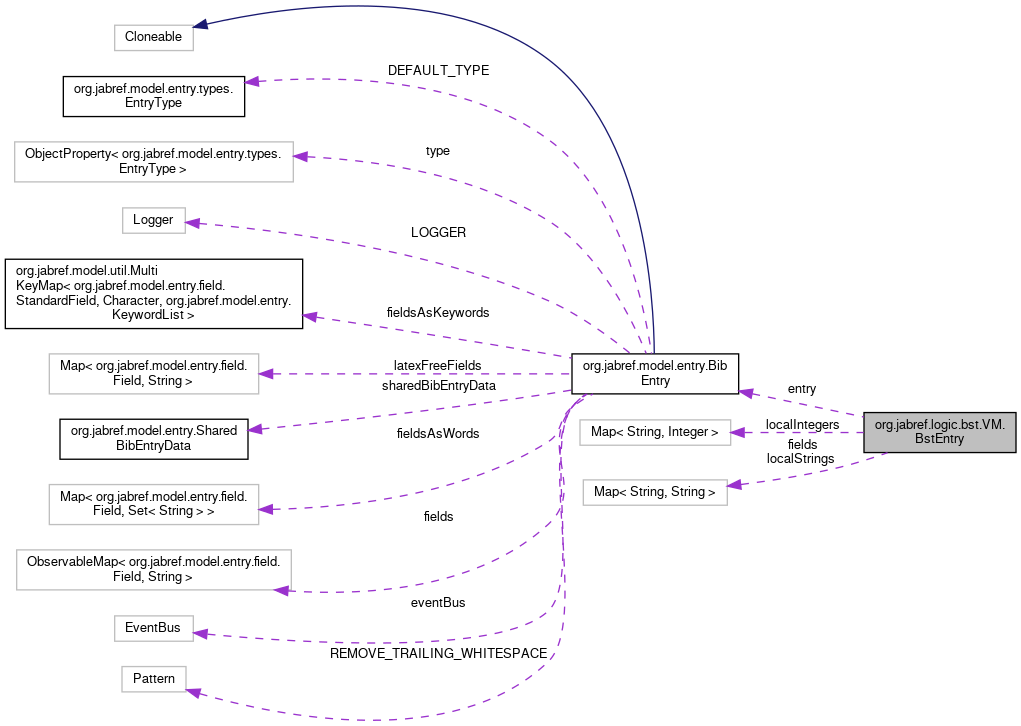 Cloneable
DEFAULT_TYPE
org.jabref.model.entry.types.
EntryType
type
ObjectProperty< org.jabref.model.entry.types.
EntryType >
Logger
LOGGER
org.jabref.model.util.Multi
KeyMap< org.jabref.model.entry.field.
StandardField, Character, org.jabref.model.entry.
KeywordList >
fieldsAsKeywords
Map< org.jabref.model.entry.field.
Field, String >
latexFreeFields
sharedBibEntryData
org.jabref.model.entry.Bib
Entry
entry
org.jabref.model.entry.Shared
BibEntryData
fieldsAsWords
Map< String, Integer >
localIntegers
fields
localStrings
org.jabref.logic.bst.VM.
BstEntry
Map< org.jabref.model.entry.field.
Field, Set< String > >
Map< String, String >
fields
ObservableMap< org.jabref.model.entry.field.
Field, String >
eventBus
EventBus
REMOVE_TRAILING_WHITESPACE
Pattern